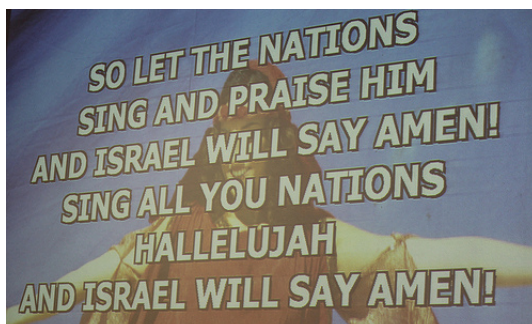 SO LET THE NATIONS
SING AND PRAISE HIM
AND ISRAEL WILL SAY AMEN!
SING ALL YOU NATIONS
HALLELUJAH
AND ISRAEL WILL SAY AMEN!